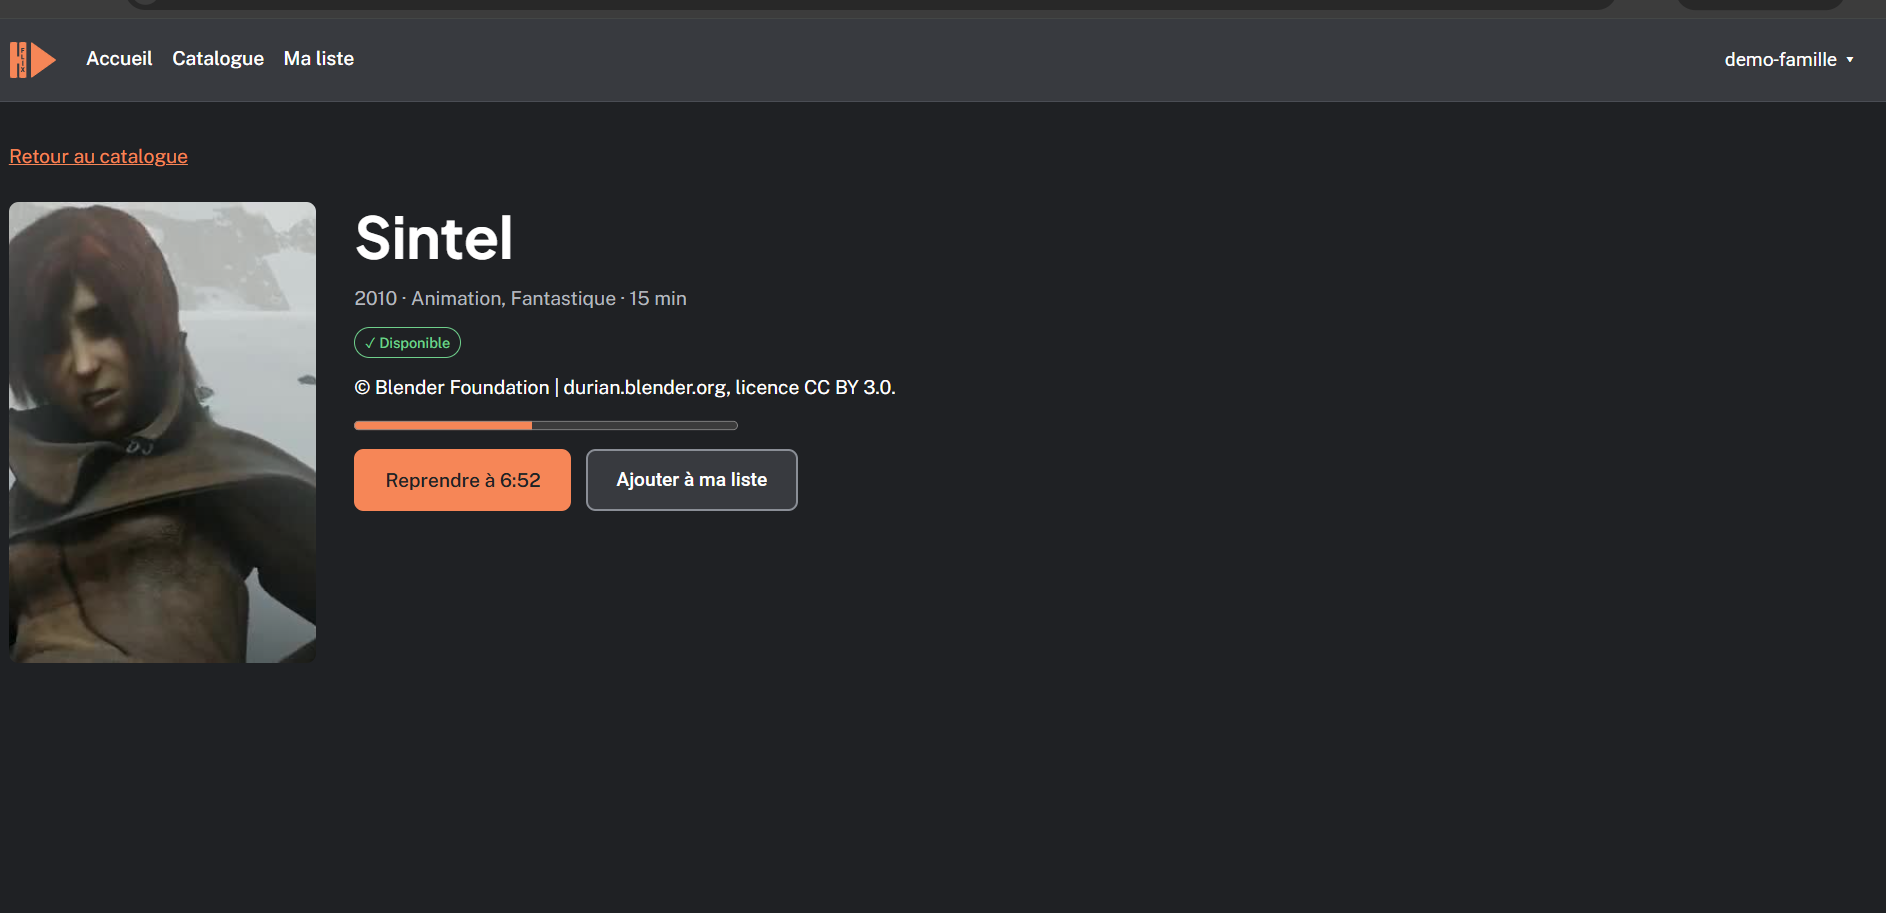 FLIX
Accueil Catalogue Ma liste demo-famille ▾
Retour au catalogue
Sintel
2010 · Animation, Fantastique · 15 min
✓ Disponible
© Blender Foundation | durian.blender.org, licence CC BY 3.0.
Reprendre à 6:52 Ajouter à ma liste